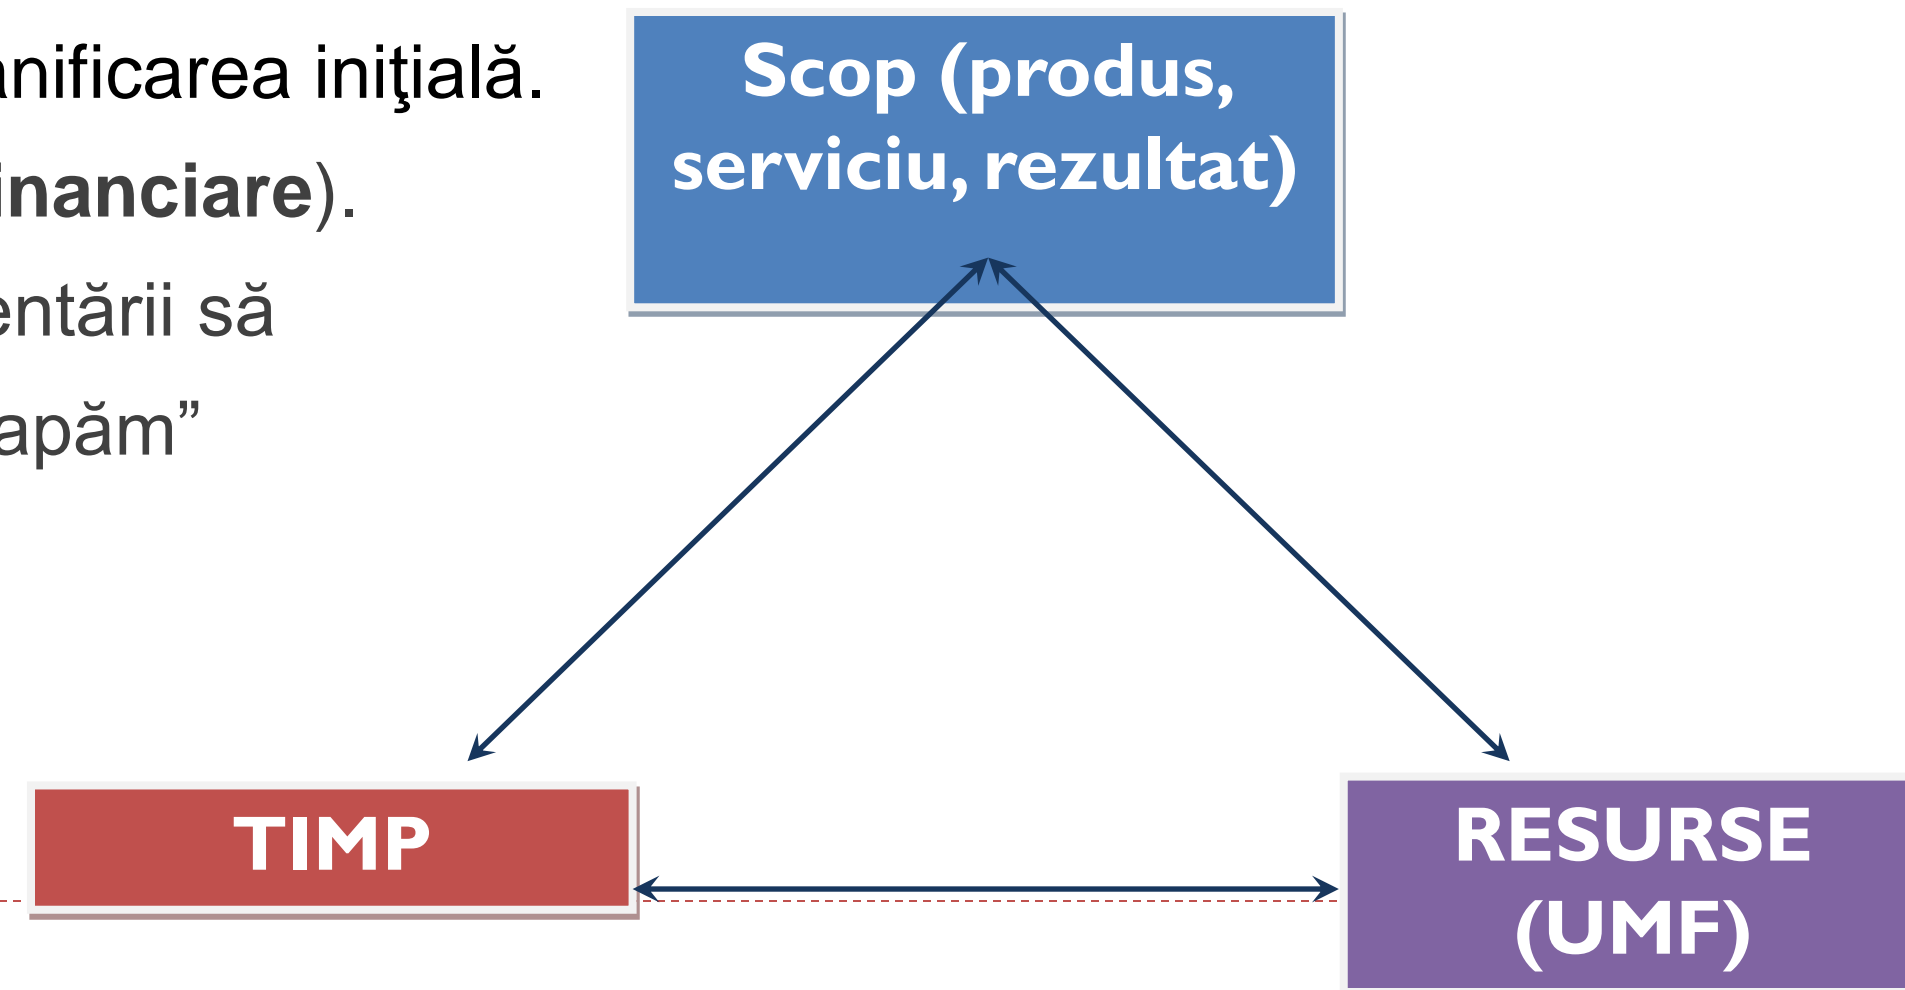 anificarea iniţială.
inanciare).
entării să
apăm”
Scop (produs,
serviciu, rezultat)
TIMP
RESURSE
(UMF)